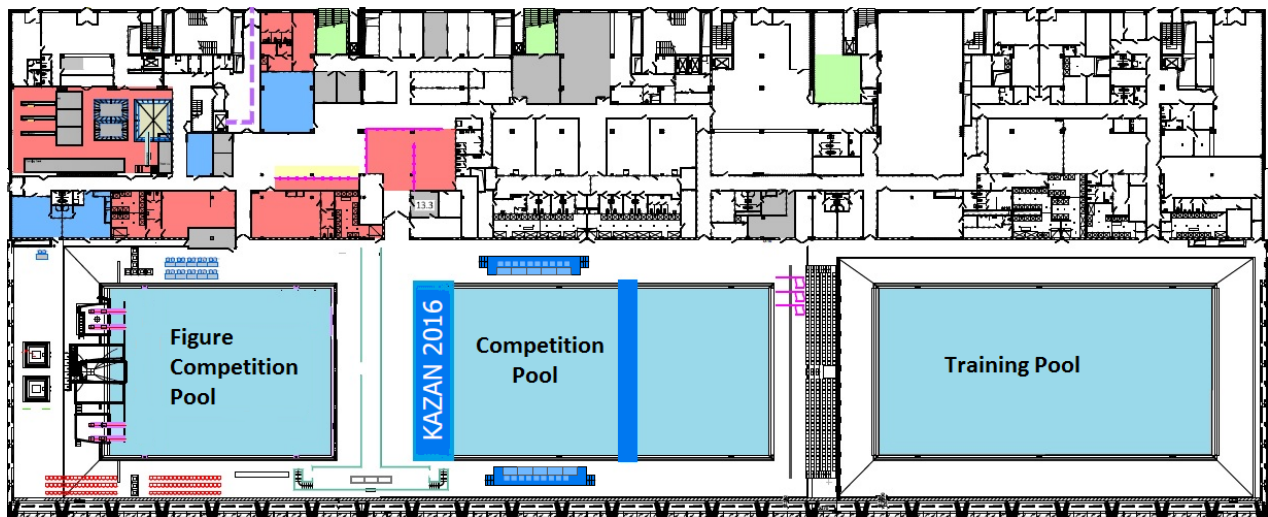 13.3
Figure
Competition
Pool
KAZAN 2016
Competition
Pool
Training Pool